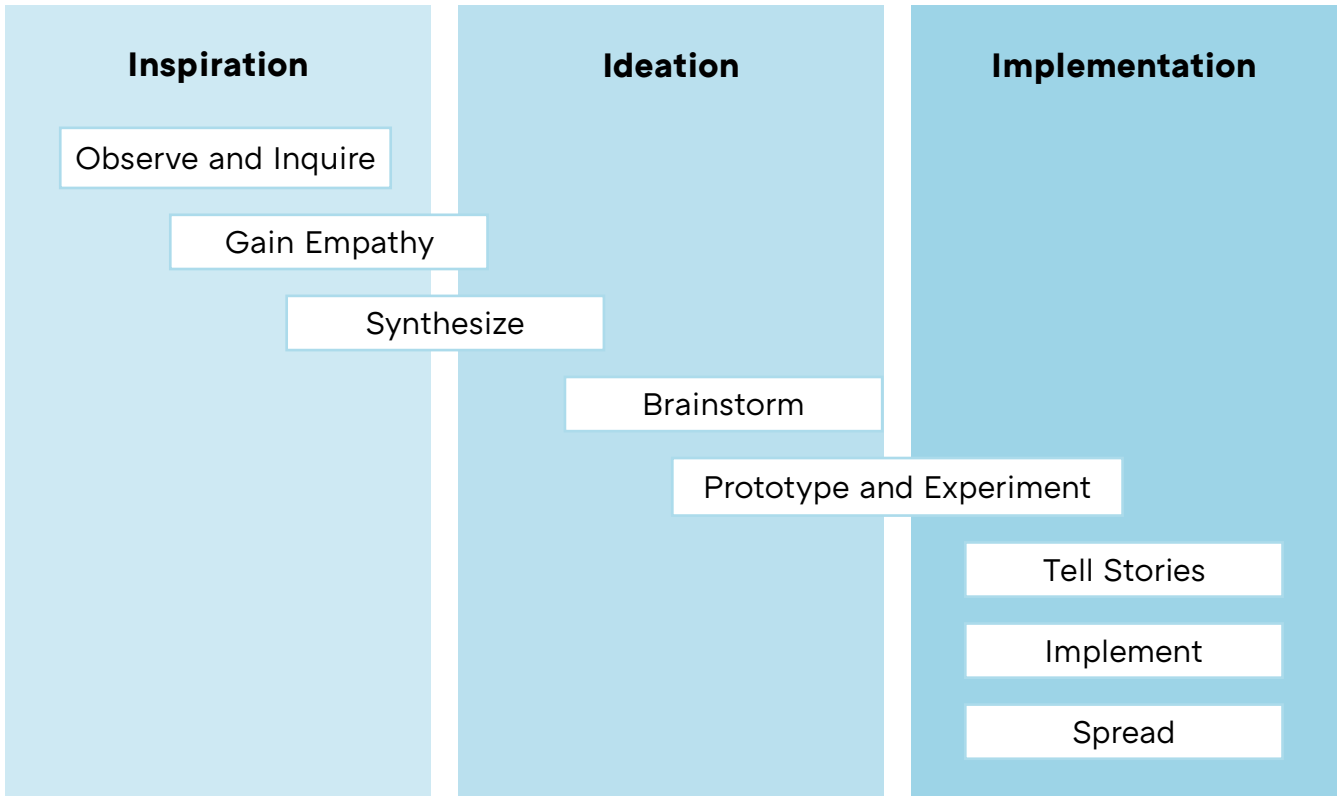 Inspiration
Ideation
Implementation
Observe and Inquire
Gain Empathy
Synthesize
Brainstorm
Prototype and Experiment
Tell Stories
Implement
Spread